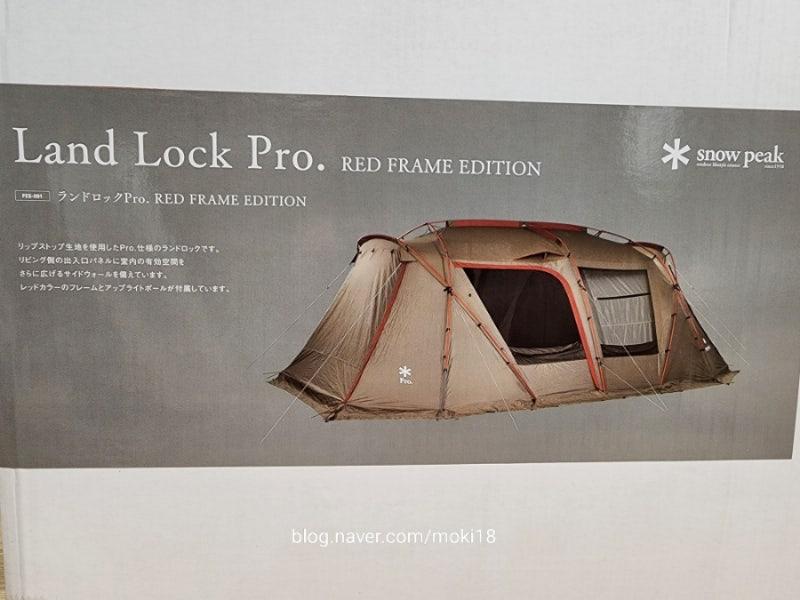 Land Lock Pro. RED FRAME EDITION
snow peak
ランドロックPro. RED FRAME EDITION
リップストップ生地を使用したPro.仕様のランドロックです。
リビング側の出入口パネルに室内の有効空間を
さらに広げるサイドウォールを備えています。
レッドカラーのフレームとアップライトポールが付属しています。
Pro.
blog.naver.com/moki18